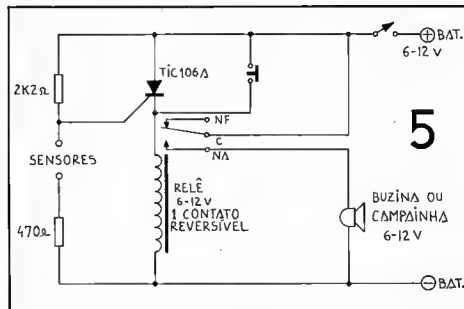 TIC106A
BAT.
6-12 V
2K2Ω
NF
C
NA
5
SENSORES
RELÊ
6-12 V
1 CONTATO
REVERSÍVEL
BUZINA OU
CAMPAINHA
6-12 V
470Ω
BAT.